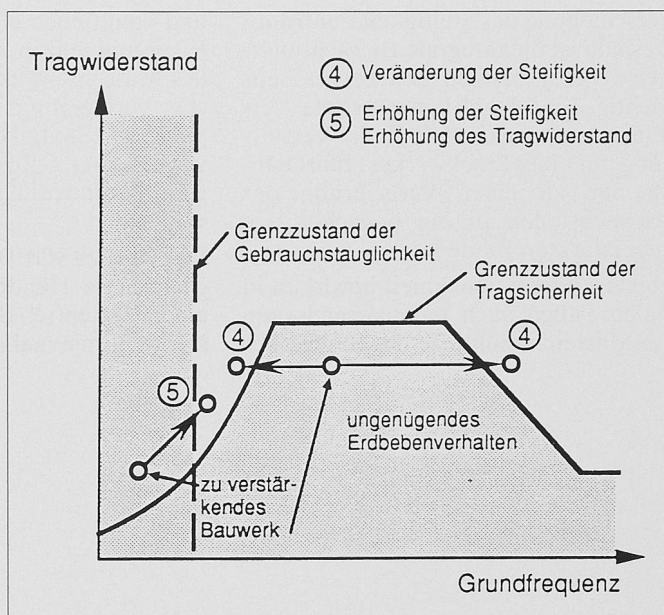 Tragwiderstand
④ Veränderung der Steifigkeit
⑤ Erhöhung der Steifigkeit
Erhöhung des Tragwiderstand
Grenzzustand der
Gebrauchstauglichkeit
Grenzzustand der
Tragsicherheit
④
④
⑤
ungenügendes
Erdbebenverhalten
zu verstär-
kendes
Bauwerk
Grundfrequenz